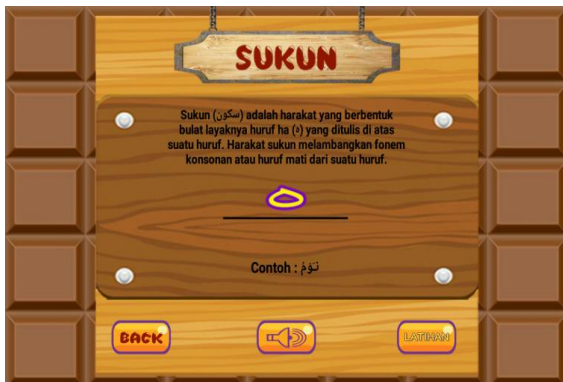 SUKUN
Sukun (سكون) adalah harakat yang berbentuk
bulat layaknya huruf ha (ه) yang ditulis di atas
suatu huruf. Harakat sukun melambangkan fonem
konsonan atau huruf mati dari suatu huruf.
Contoh : نَوْمُ
BACK
LATIHAN